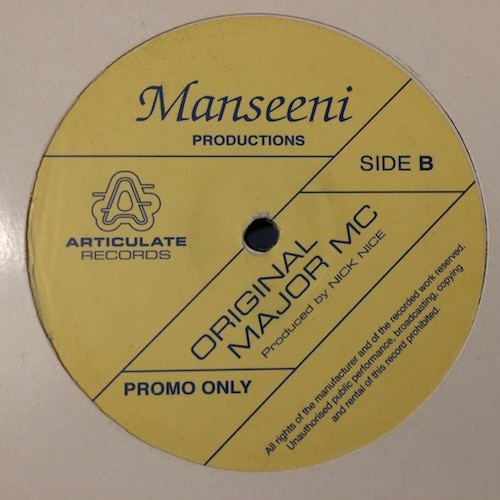 Manseeni
PRODUCTIONS
SIDE B
ARTICULATE
RECORDS
ORIGINAL
MAJOR MC
Produced by NICK NICE
PROMO ONLY
All rights of the manufacturer and of the recorded work reserved.
Unauthorised public performance, broadcasting, copying
and rental of this record prohibited.